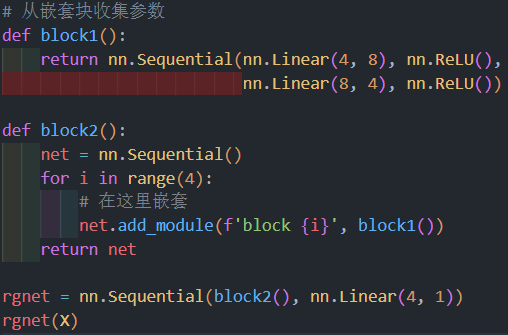 # 从嵌套块收集参数
def block1():
    return nn.Sequential(nn.Linear(4, 8), nn.ReLU(),
                         nn.Linear(8, 4), nn.ReLU())

def block2():
    net = nn.Sequential()
    for i in range(4):
        # 在这里嵌套
        net.add_module(f'block {i}', block1())
    return net

rgnet = nn.Sequential(block2(), nn.Linear(4, 1))
rgnet(X)